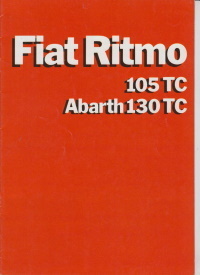 Fiat Ritmo
105 TC
Abarth 130 TC